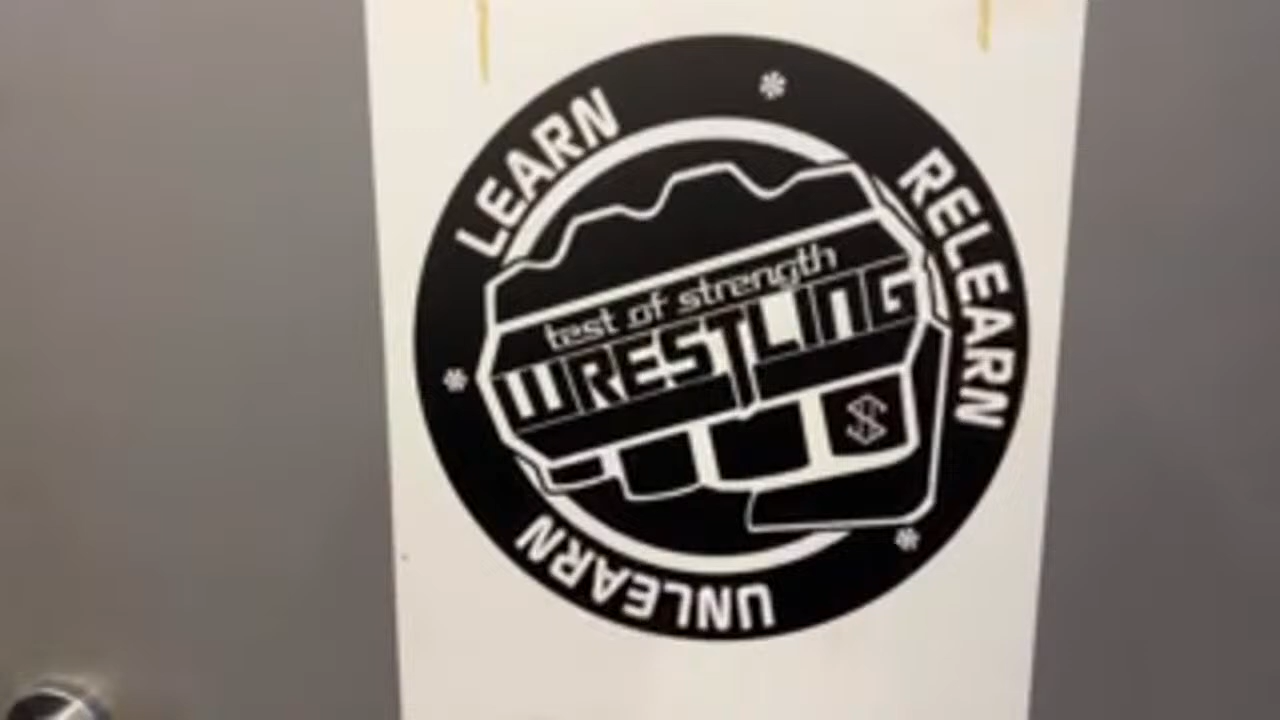 LEARN
*
RELEARN
*
UNLEARN
*
test of strength
WRESTLING
S